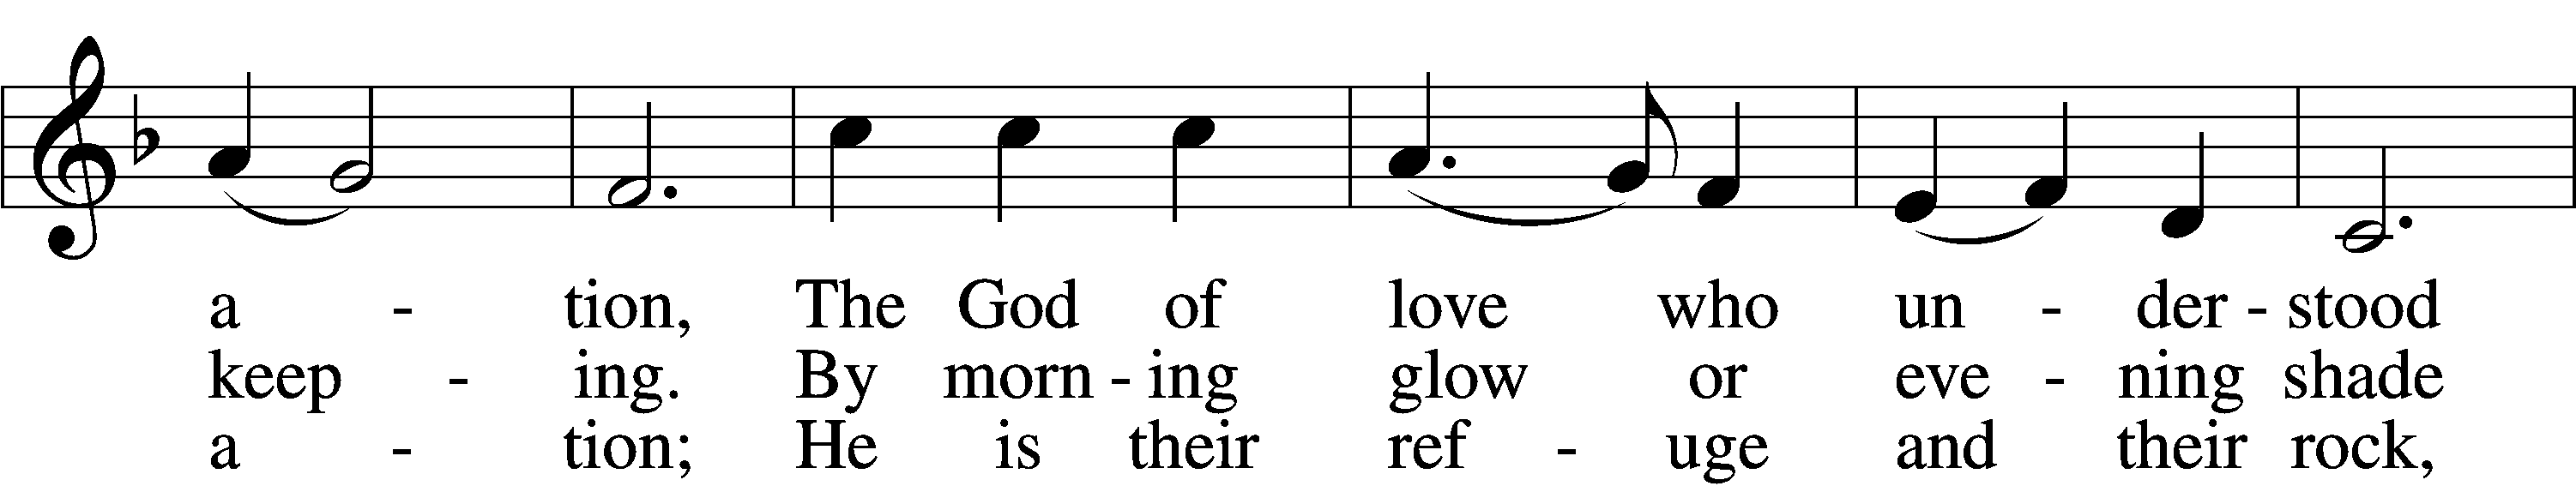 a - tion, The God of love who un - der - stood
keep - ing. By morn - ing glow or eve - ning shade
a - tion; He is their ref - uge and their rock,